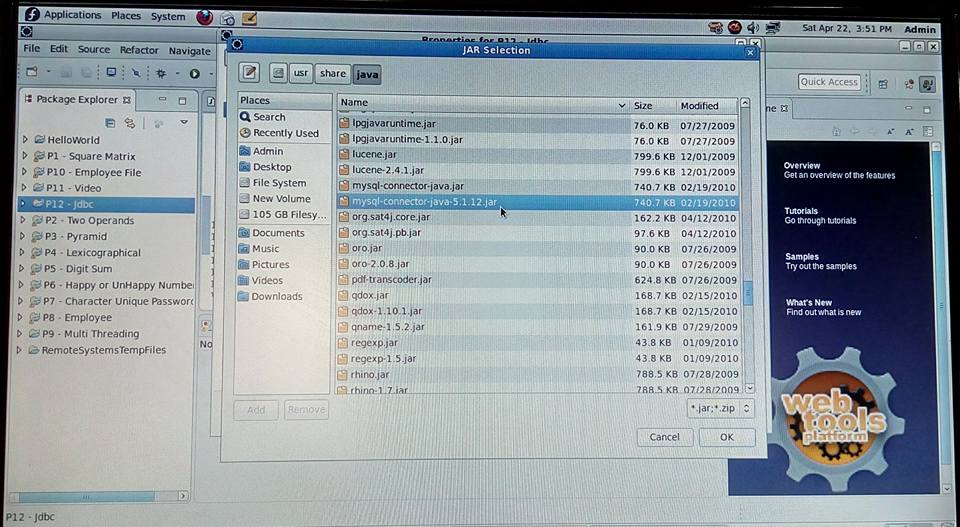 Applications Places System
Sat Apr 22, 3:51 PM Admin
Properties for P12 - Jdbc
File Edit Source Refactor Navigate
JAR Selection
usr share java
Quick Access
Package Explorer
HelloWorld
P1 - Square Matrix
P10 - Employee File
P11 - Video
P12 - Jdbc
P2 - Two Operands
P3 - Pyramid
P4 - Lexicographical
P5 - Digit Sum
P6 - Happy or UnHappy Number
P7 - Character Unique Password
P8 - Employee
P9 - Multi Threading
RemoteSystemsTempFiles
Places
Search
Recently Used
Admin
Desktop
File System
New Volume
105 GB Filesy...
Documents
Music
Pictures
Videos
Downloads
Name Size Modified
lpgjavaruntime.jar 76.0 KB 07/27/2009
lpgjavaruntime-1.1.0.jar 76.0 KB 07/27/2009
lucene.jar 799.6 KB 12/01/2009
lucene-2.4.1.jar 799.6 KB 12/01/2009
mysql-connector-java.jar 740.7 KB 02/19/2010
mysql-connector-java-5.1.12.jar 740.7 KB 02/19/2010
org.sat4j.core.jar 162.2 KB 04/12/2010
org.sat4j.pb.jar 97.6 KB 04/12/2010
oro.jar 90.0 KB 07/26/2009
oro-2.0.8.jar 90.0 KB 07/26/2009
pdf-transcoder.jar 624.8 KB 07/26/2009
qdox.jar 168.7 KB 02/15/2010
qdox-1.10.1.jar 168.7 KB 02/15/2010
qname-1.5.2.jar 161.9 KB 07/29/2009
regexp.jar 43.8 KB 01/09/2010
regexp-1.5.jar 43.8 KB 01/09/2010
rhino.jar 788.5 KB 07/28/2009
rhino-1.7.jar 788.5 KB 07/28/2009
Add Remove
*.jar;*.zip
Cancel OK
No
Overview
Get an overview of the features
Tutorials
Go through tutorials
Samples
Try out the samples
What's New
Find out what is new
web
tools
platform
P12 - Jdbc